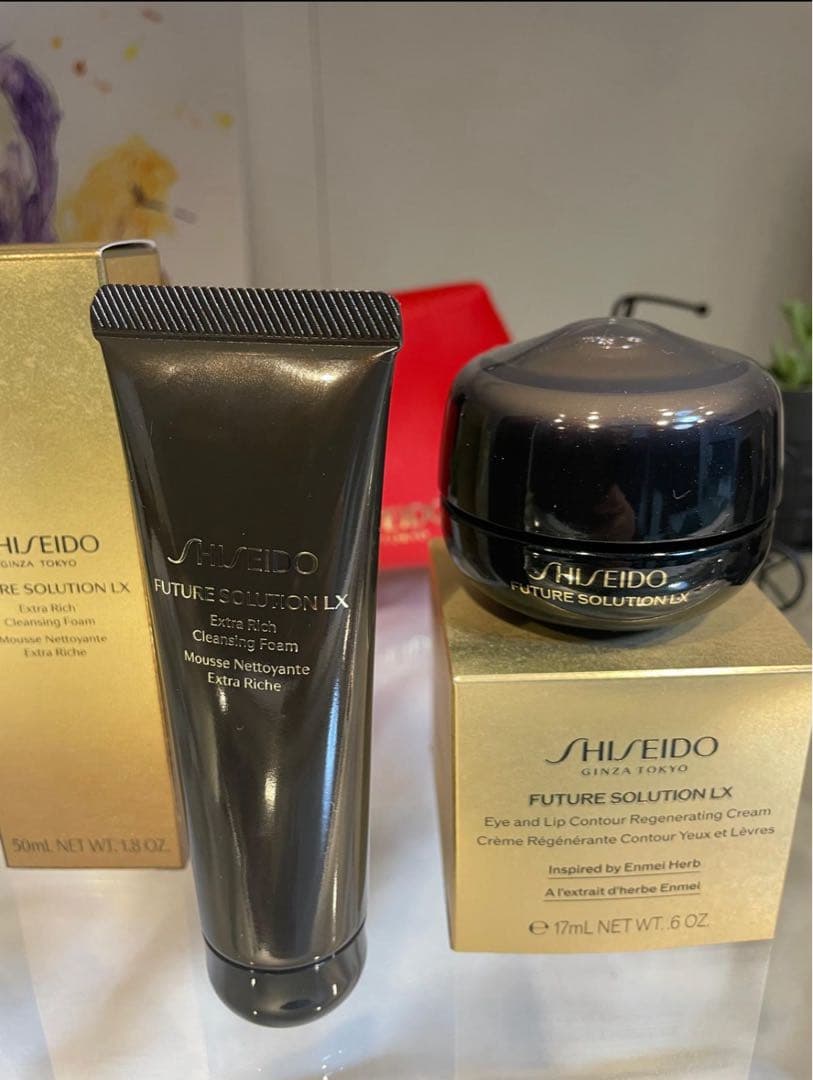 HISEIDO
GINZA TOKYO
RE SOLUTION LX
Extra Rich
Cleansing Foam
Mousse Nettoyante
Extra Riche
50mL NET WT. 1.8 OZ.
SHISEIDO
FUTURE SOLUTION LX
Extra Rich
Cleansing Foam
Mousse Nettoyante
Extra Riche
SHISEIDO
FUTURE SOLUTION LX
SHISEIDO
GINZA TOKYO
FUTURE SOLUTION LX
Eye and Lip Contour Regenerating Cream
Crème Régénérante Contour Yeux et Lèvres
Inspired by Enmei Herb
A l'extrait d'herbe Enmei
℮ 17mL NET WT. .6 OZ.